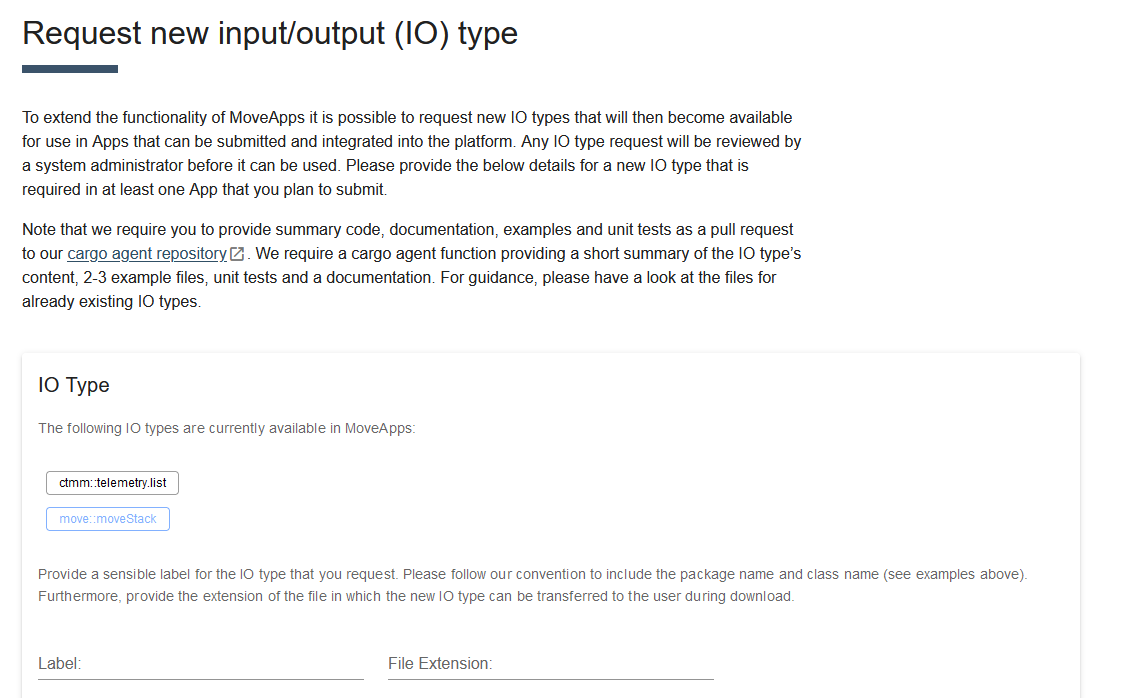 Request new input/output (IO) type
To extend the functionality of MoveApps it is possible to request new IO types that will then become available
for use in Apps that can be submitted and integrated into the platform. Any IO type request will be reviewed by
a system administrator before it can be used. Please provide the below details for a new IO type that is
required in at least one App that you plan to submit.
Note that we require you to provide summary code, documentation, examples and unit tests as a pull request
to our cargo agent repository. We require a cargo agent function providing a short summary of the IO type’s
content, 2-3 example files, unit tests and a documentation. For guidance, please have a look at the files for
already existing IO types.
IO Type
The following IO types are currently available in MoveApps:
ctmm::telemetry.list
move::moveStack
Provide a sensible label for the IO type that you request. Please follow our convention to include the package name and class name (see examples above).
Furthermore, provide the extension of the file in which the new IO type can be transferred to the user during download.
Label: File Extension: